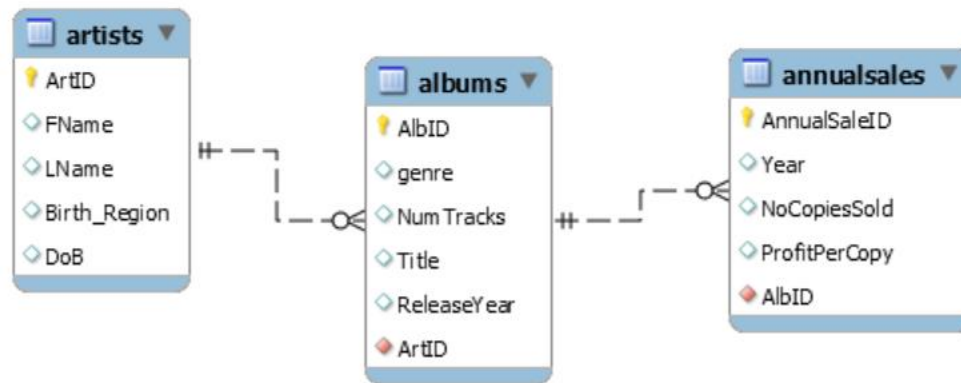 artists
ArtID
FName
LName
Birth_Region
DoB
albums
AlbID
genre
NumTracks
Title
ReleaseYear
ArtID
annualsales
AnnualSaleID
Year
NoCopiesSold
ProfitPerCopy
AlbID